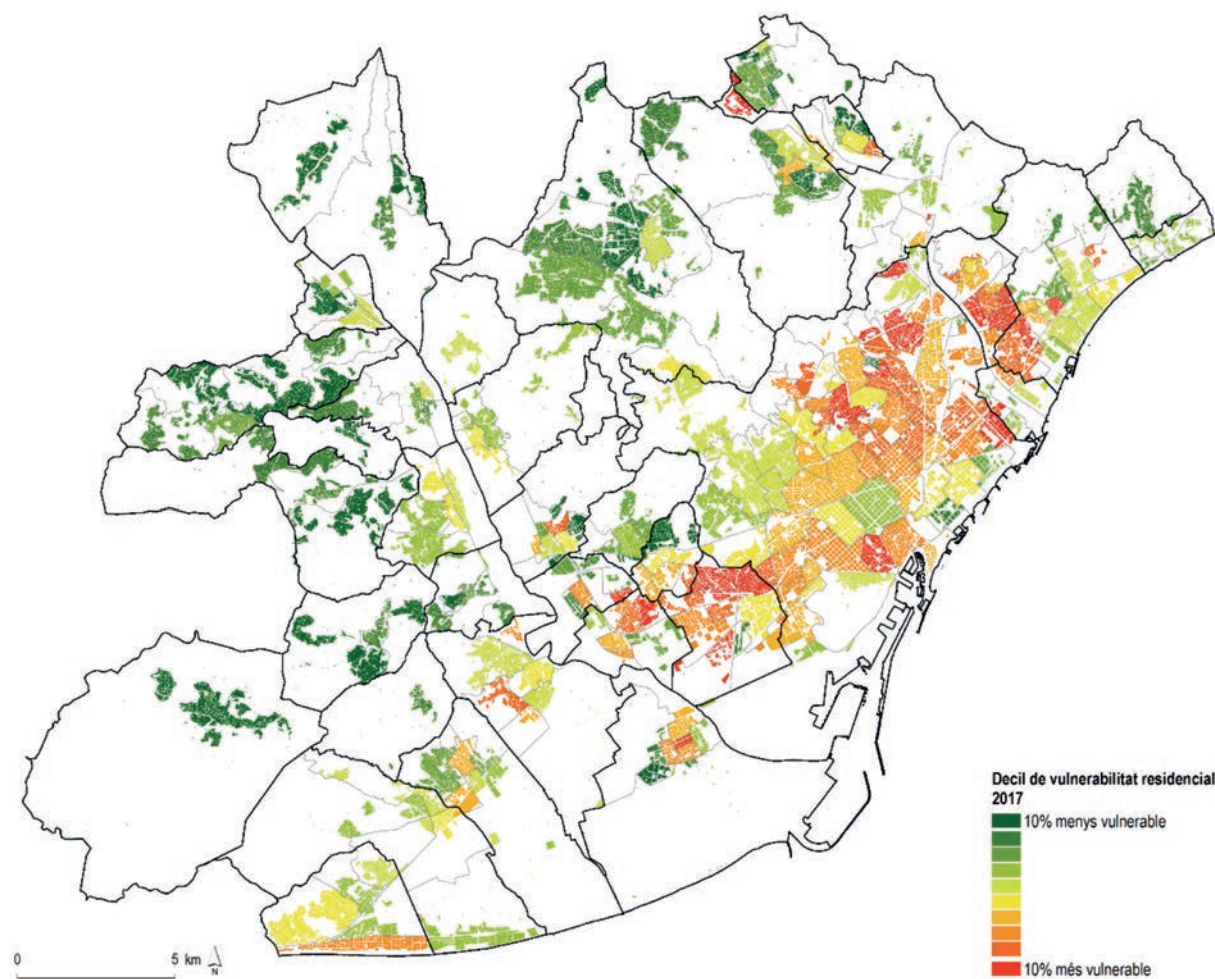 Decil de vulnerabilitat residencial
2017
10% menys vulnerable
10% més vulnerable
0 5 km
N